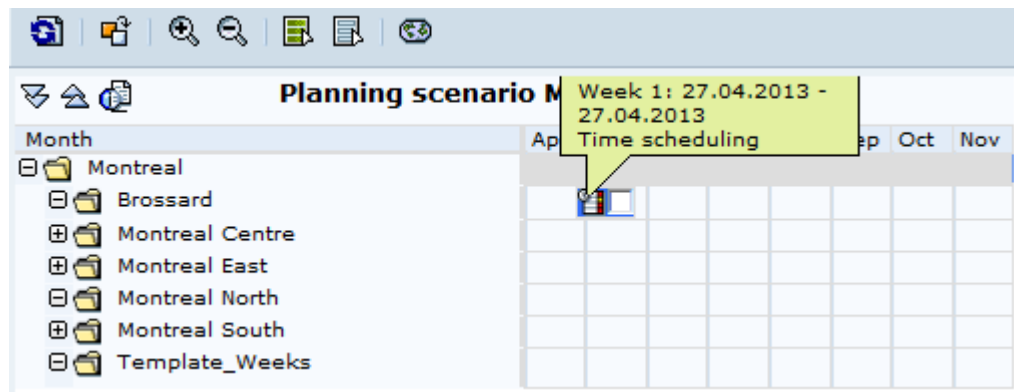 Planning scenario M
Week 1: 27.04.2013 -
27.04.2013
Time scheduling
Month
Ap
ep Oct Nov
Montreal
Brossard
Montreal Centre
Montreal East
Montreal North
Montreal South
Template_Weeks